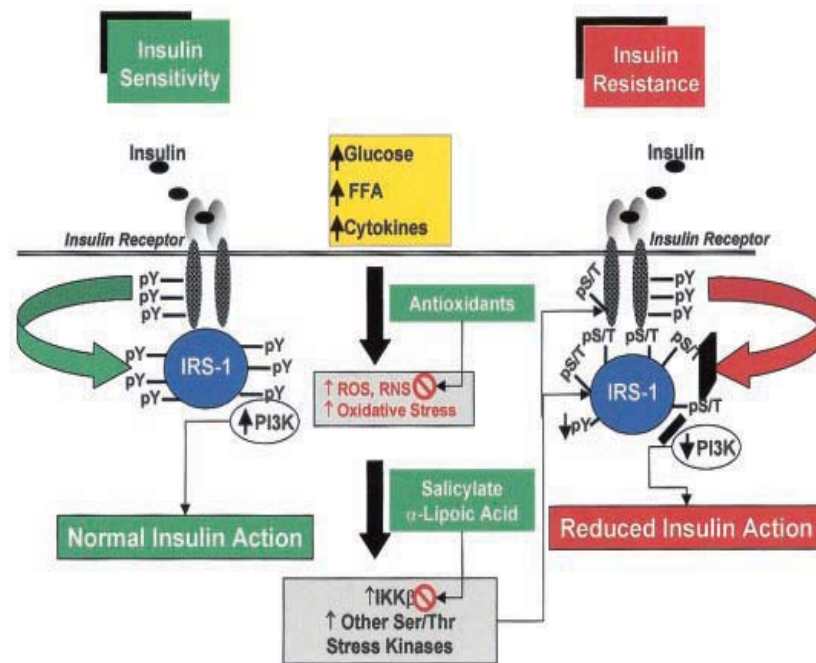 Insulin
Sensitivity
Insulin
Resistance
Insulin
↑Glucose
↑FFA
↑Cytokines
Insulin
Insulin Receptor
Insulin Receptor
pY
pY
pY
pS/T
pY
pY
pY
Antioxidants
pY
pY
pY
pY
pY
pY
IRS-1
↑ ROS, RNS
↑ Oxidative Stress
pS/T
pS/T
pS/T
pS/T
pS/T
IRS-1
↓pY
↑PI3K
↓PI3K
Salicylate
α-Lipoic Acid
Normal Insulin Action
Reduced Insulin Action
↑IKKβ
↑ Other Ser/Thr
Stress Kinases